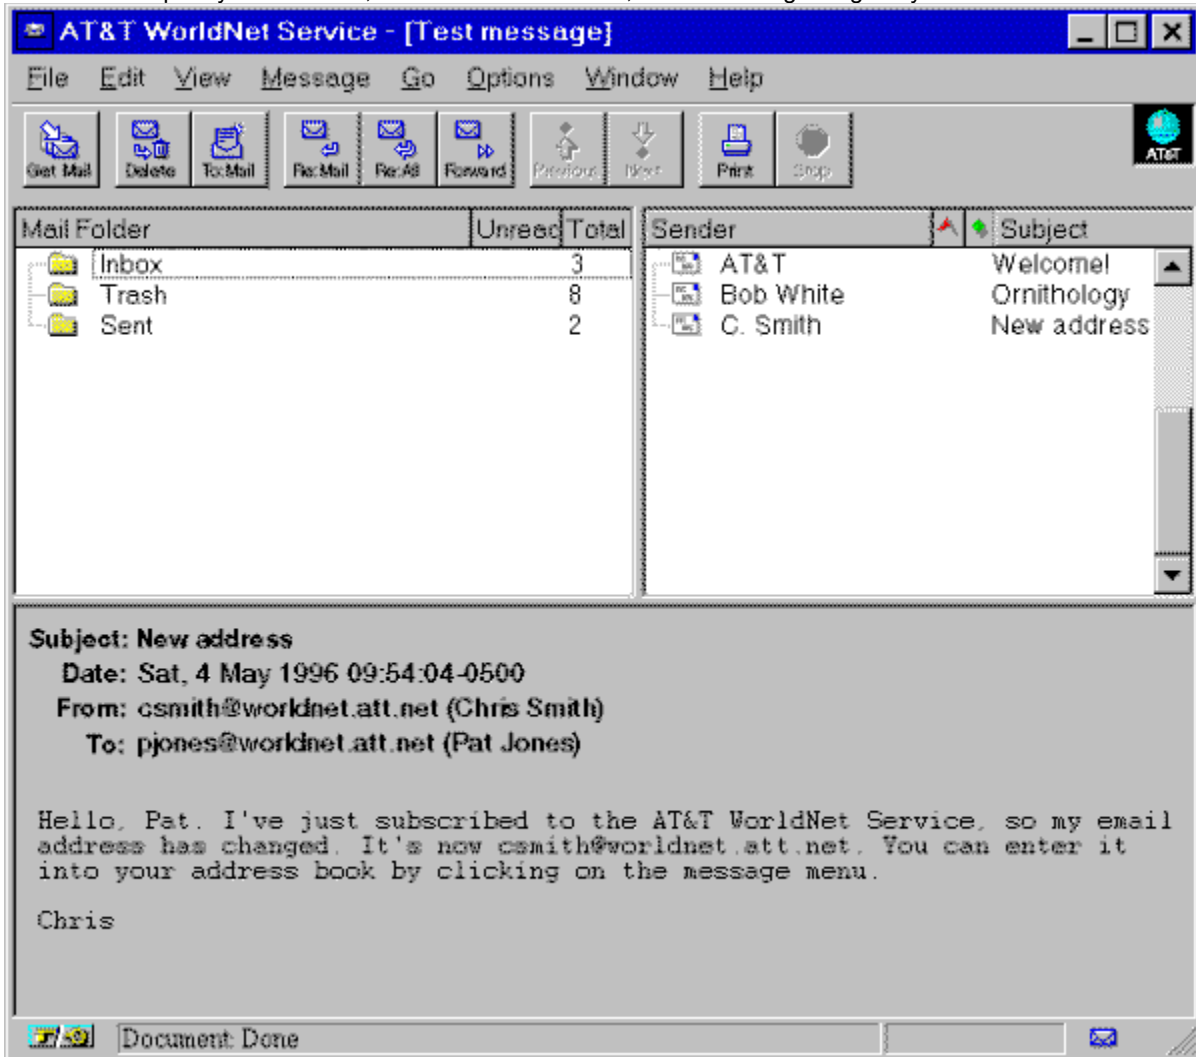 AT&T WorldNet Service - [Test message]
File Edit View Message Go Options Window Help
Get Mail Delete To:Mail Re:Mail Re:All Forward Previous Next Print Stop AT&T
Mail Folder Unread Total Sender Subject
Inbox 3 AT&T Welcome!
Trash 8 Bob White Ornithology
Sent 2 C. Smith New address
Subject: New address
Date: Sat, 4 May 1996 09:54:04-0500
From: csmith@worldnet.att.net (Chris Smith)
To: pjones@worldnet.att.net (Pat Jones)
Hello, Pat. I've just subscribed to the AT&T WorldNet Service, so my email
address has changed. It's now csmith@worldnet.att.net. You can enter it
into your address book by clicking on the message menu.
Chris
Document: Done